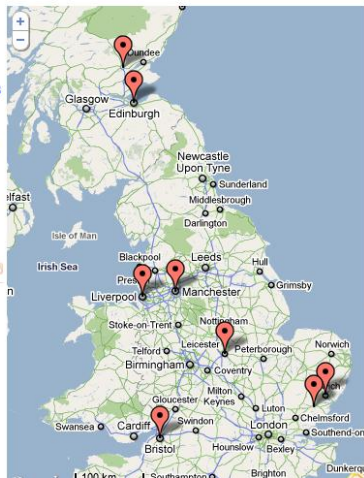 +
−
Dundee
Glasgow
Edinburgh
Newcastle
Upon Tyne
Sunderland
Middlesbrough
Darlington
elfast
Isle of Man
Irish Sea
Blackpool
Leeds
Hull
Pres
Grimsby
Liverpool
Manchester
Stoke-on-Trent
Nottingham
Telford
Leicester
Peterborough
Norwich
Birmingham
Coventry
ich
Milton
Keynes
Gloucester
Luton
Chelmsford
Swansea
Cardiff
Swindon
London
Southend-on
Bristol
Hounslow
Bexley
100 km
Southampton
Brighton
Dunkerqu